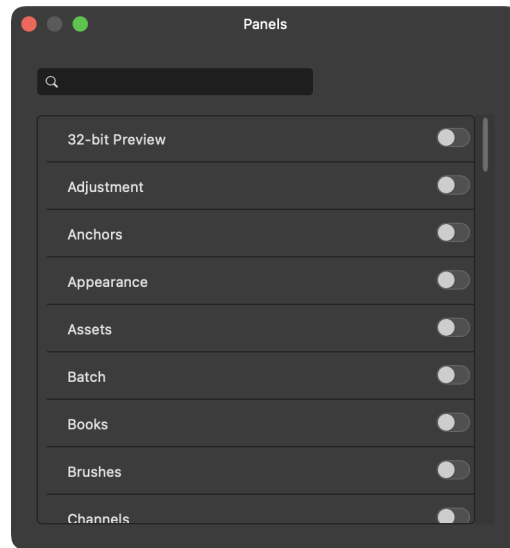 Panels
32-bit Preview
Adjustment
Anchors
Appearance
Assets
Batch
Books
Brushes
Channels